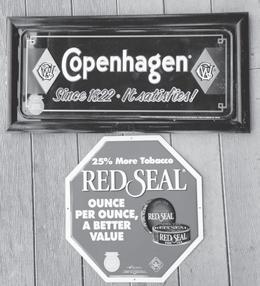 Copenhagen®
Since 1822 • It satisfies!
25% More Tobacco
RED SEAL®
OUNCE
PER OUNCE,
A BETTER
VALUE
RED SEAL
RED SEAL